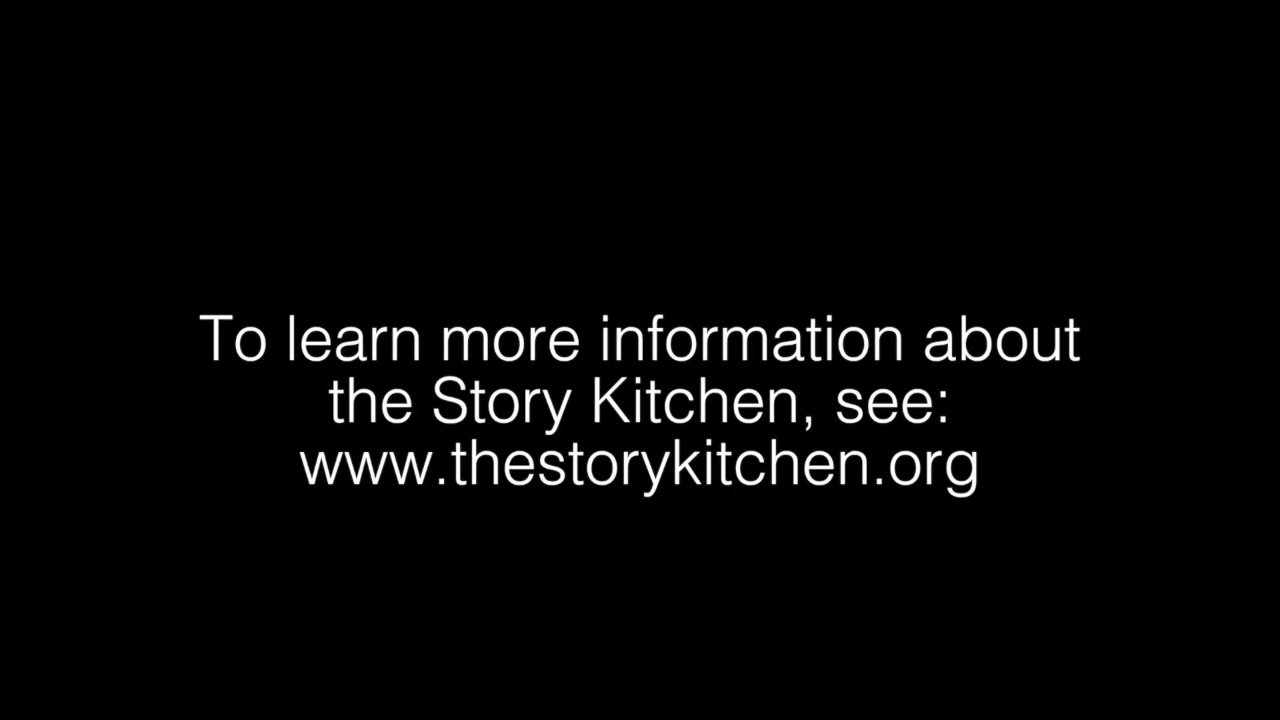 To learn more information about
the Story Kitchen, see:
www.thestorykitchen.org